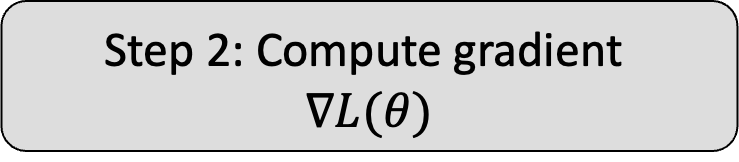 Step 2: Compute gradient
∇𝐿(𝜃)